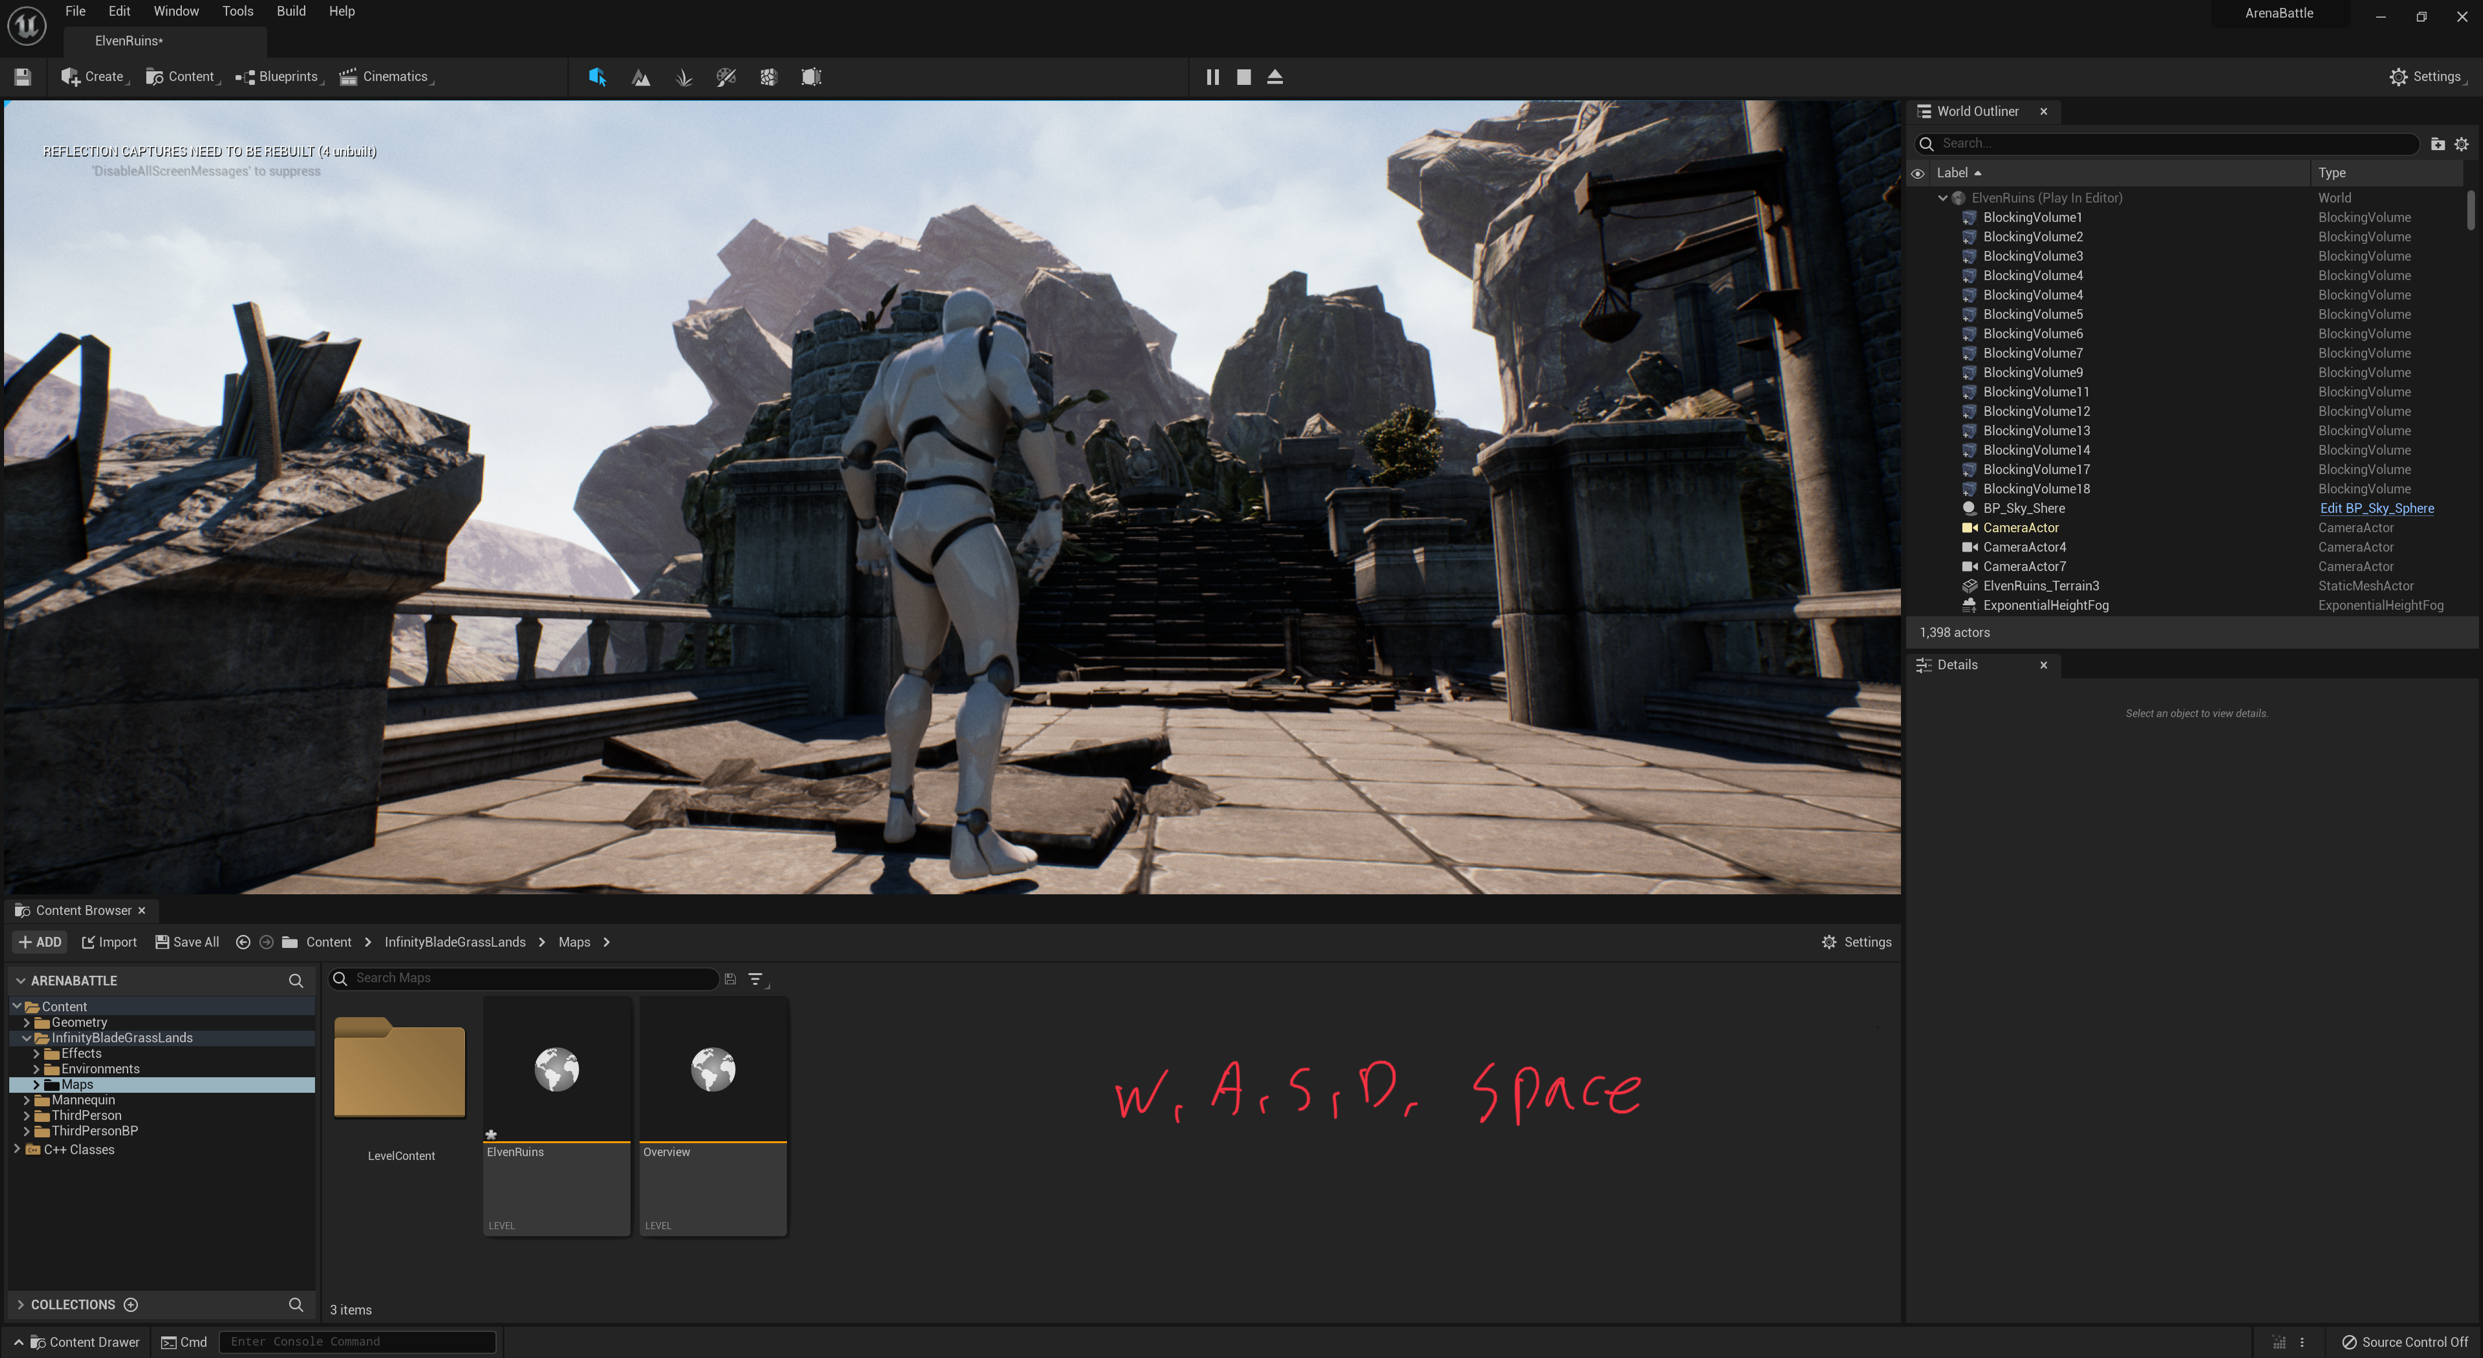 File Edit Window Tools Build Help
ArenaBattle
ElvenRuins*
Create Content Blueprints Cinematics
Settings
REFLECTION CAPTURES NEED TO BE REBUILT (4 unbuilt)
'DisableAllScreenMessages' to suppress
World Outliner
Search...
Label Type
ElvenRuins (Play In Editor) World
BlockingVolume1 BlockingVolume
BlockingVolume2 BlockingVolume
BlockingVolume3 BlockingVolume
BlockingVolume4 BlockingVolume
BlockingVolume4 BlockingVolume
BlockingVolume5 BlockingVolume
BlockingVolume6 BlockingVolume
BlockingVolume7 BlockingVolume
BlockingVolume9 BlockingVolume
BlockingVolume11 BlockingVolume
BlockingVolume12 BlockingVolume
BlockingVolume13 BlockingVolume
BlockingVolume14 BlockingVolume
BlockingVolume17 BlockingVolume
BlockingVolume18 BlockingVolume
BP_Sky_Shere Edit BP_Sky_Sphere
CameraActor CameraActor
CameraActor4 CameraActor
CameraActor7 CameraActor
ElvenRuins_Terrain3 StaticMeshActor
ExponentialHeightFog ExponentialHeightFog
1,398 actors
Details
Select an object to view details.
Content Browser
ADD Import Save All Content InfinityBladeGrassLands Maps
Settings
ARENABATTLE
Content
Geometry
InfinityBladeGrassLands
Effects
Environments
Maps
Mannequin
ThirdPerson
ThirdPersonBP
C++ Classes
COLLECTIONS
Search Maps
LevelContent
ElvenRuins
LEVEL
Overview
LEVEL
3 items
W, A, S, D, Space
Content Drawer Cmd Enter Console Command
Source Control Off